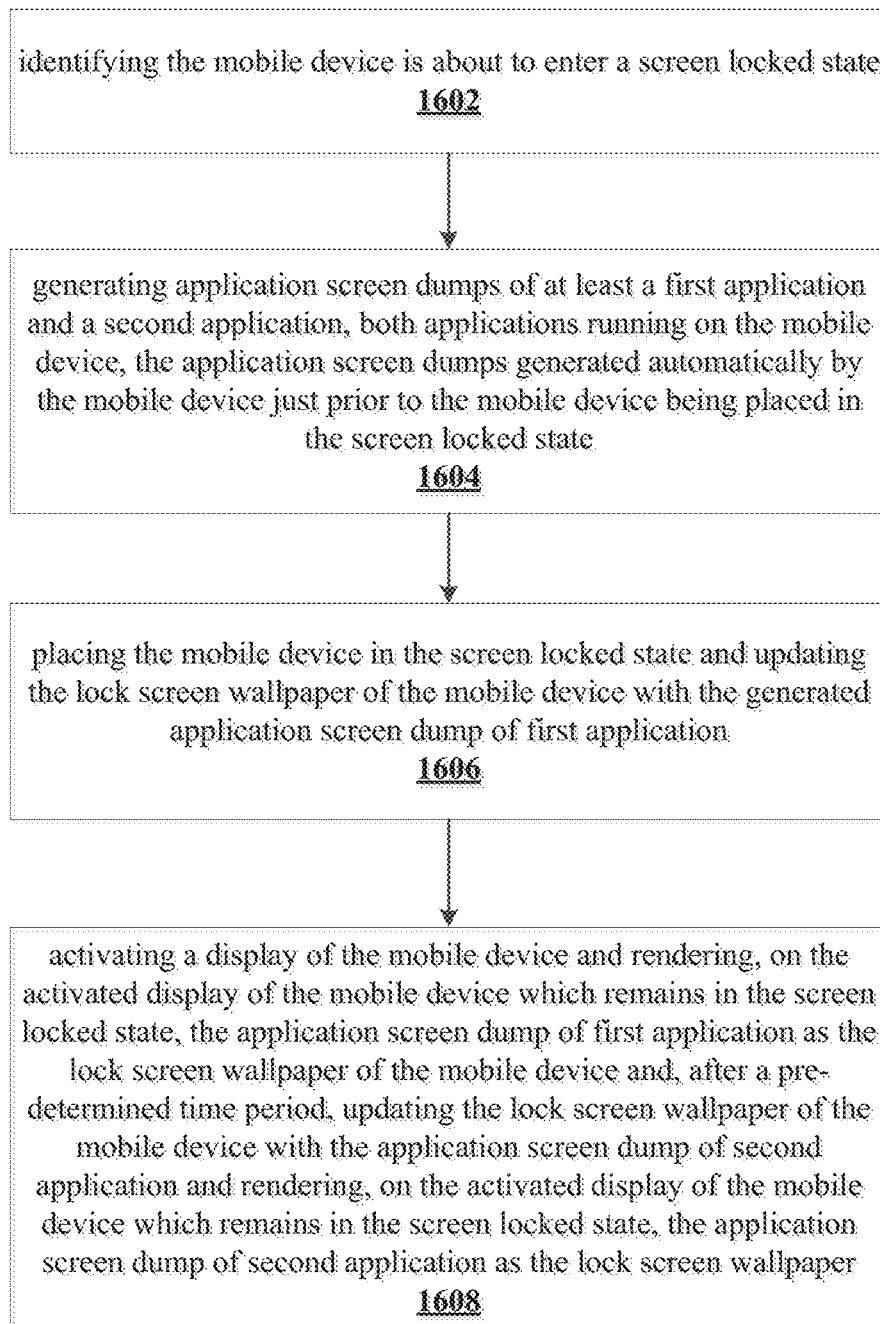 identifying the mobile device is about to enter a screen locked state
1602
generating application screen dumps of at least a first application
and a second application, both applications running on the mobile
device, the application screen dumps generated automatically by
the mobile device just prior to the mobile device being placed in
the screen locked state
1604
placing the mobile device in the screen locked state and updating
the lock screen wallpaper of the mobile device with the generated
application screen dump of first application
1606
activating a display of the mobile device and rendering, on the
activated display of the mobile device which remains in the screen
locked state, the application screen dump of first application as the
lock screen wallpaper of the mobile device and, after a pre-
determined time period, updating the lock screen wallpaper of the
mobile device with the application screen dump of second
application and rendering, on the activated display of the mobile
device which remains in the screen locked state, the application
screen dump of second application as the lock screen wallpaper
1608